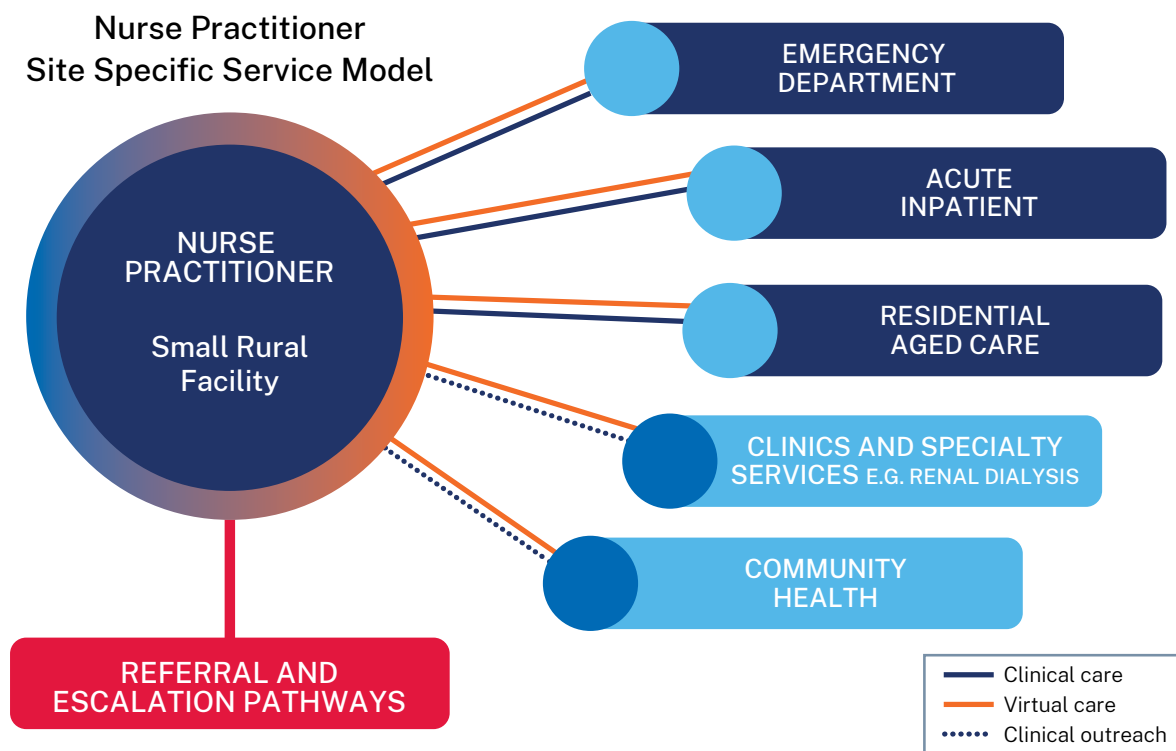 Nurse Practitioner
Site Specific Service Model
EMERGENCY
DEPARTMENT
ACUTE
INPATIENT
NURSE
PRACTITIONER
Small Rural
Facility
RESIDENTIAL
AGED CARE
CLINICS AND SPECIALTY
SERVICES E.G. RENAL DIALYSIS
COMMUNITY
HEALTH
REFERRAL AND
ESCALATION PATHWAYS
Clinical care
Virtual care
Clinical outreach